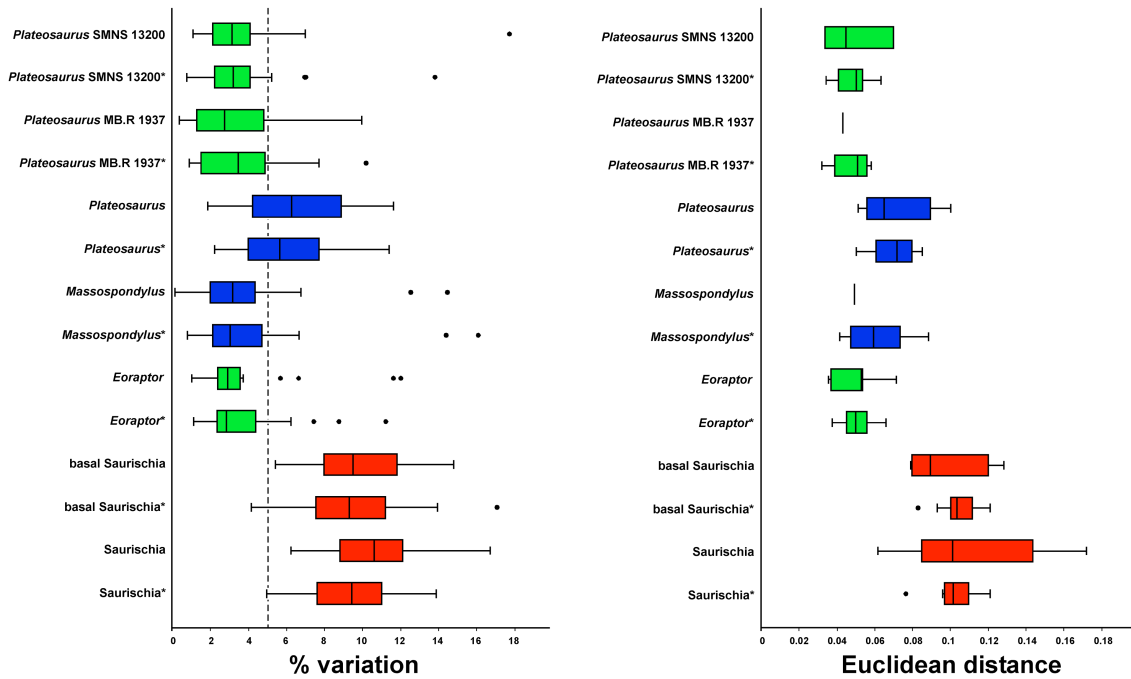 Plateosaurus SMNS 13200
Plateosaurus SMNS 13200*
Plateosaurus MB.R 1937
Plateosaurus MB.R 1937*
Plateosaurus
Plateosaurus*
Massospondylus
Massospondylus*
Eoraptor
Eoraptor*
basal Saurischia
basal Saurischia*
Saurischia
Saurischia*
0 2 4 6 8 10 12 14 16 18
% variation
Plateosaurus SMNS 13200
Plateosaurus SMNS 13200*
Plateosaurus MB.R 1937
Plateosaurus MB.R 1937*
Plateosaurus
Plateosaurus*
Massospondylus
Massospondylus*
Eoraptor
Eoraptor*
basal Saurischia
basal Saurischia*
Saurischia
Saurischia*
0 0.02 0.04 0.06 0.08 0.1 0.12 0.14 0.16 0.18
Euclidean distance